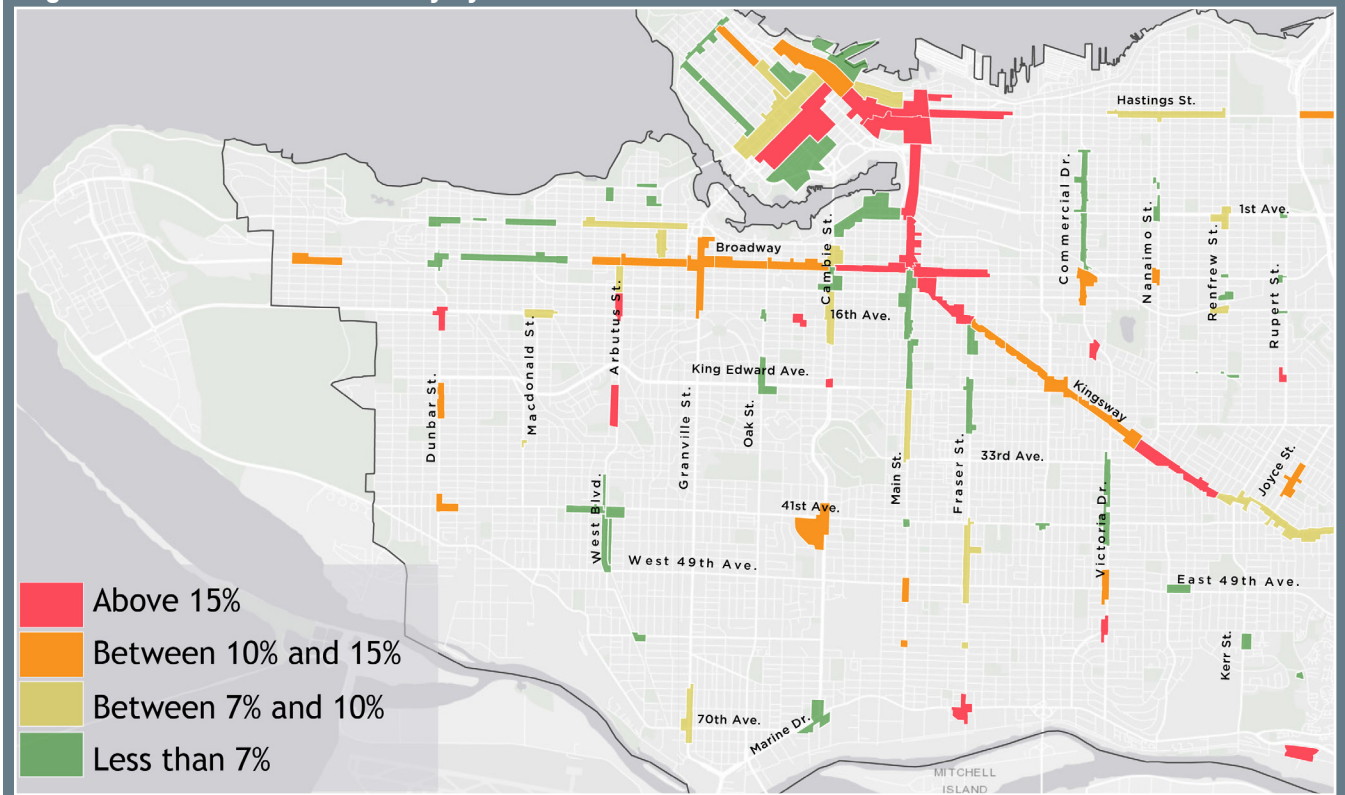 Hastings St.
Commercial Dr.
Nanaimo St.
1st Ave.
Renfrew St.
Rupert St.
Broadway
Cambie St.
16th Ave.
Arbutus St.
Macdonald St.
Dunbar St.
King Edward Ave.
Granville St.
Oak St.
Kingsway
Main St.
Fraser St.
33rd Ave.
Joyce St.
West Blvd.
41st Ave.
Victoria Dr.
West 49th Ave.
East 49th Ave.
Kerr St.
70th Ave.
Marine Dr.
MITCHELL
ISLAND
Above 15%
Between 10% and 15%
Between 7% and 10%
Less than 7%